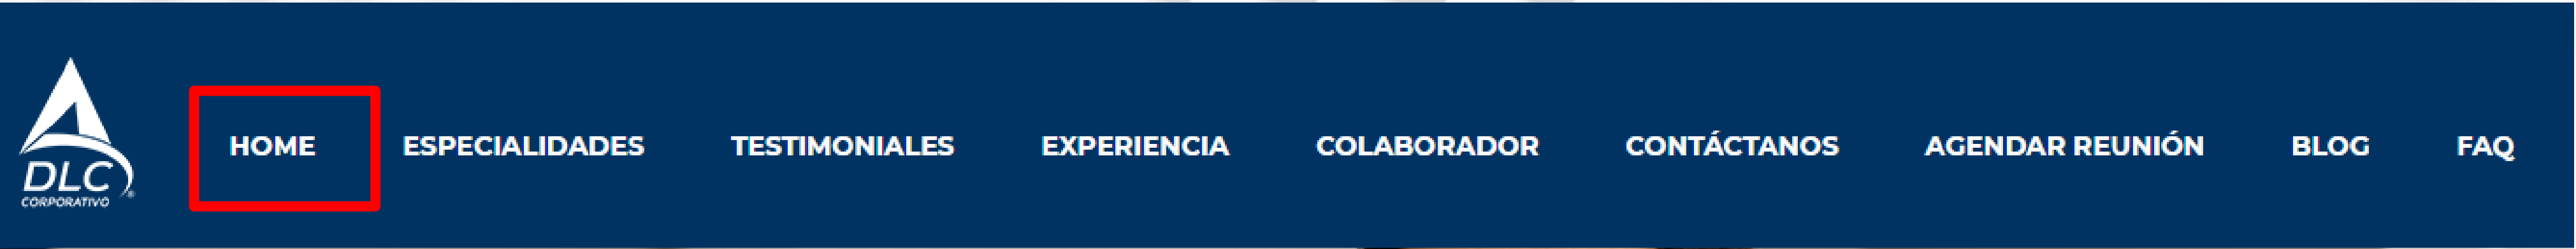 HOME ESPECIALIDADES TESTIMONIALES EXPERIENCIA COLABORADOR CONTÁCTANOS AGENDAR REUNIÓN BLOG FAQ
DLC ®
CORPORATIVO